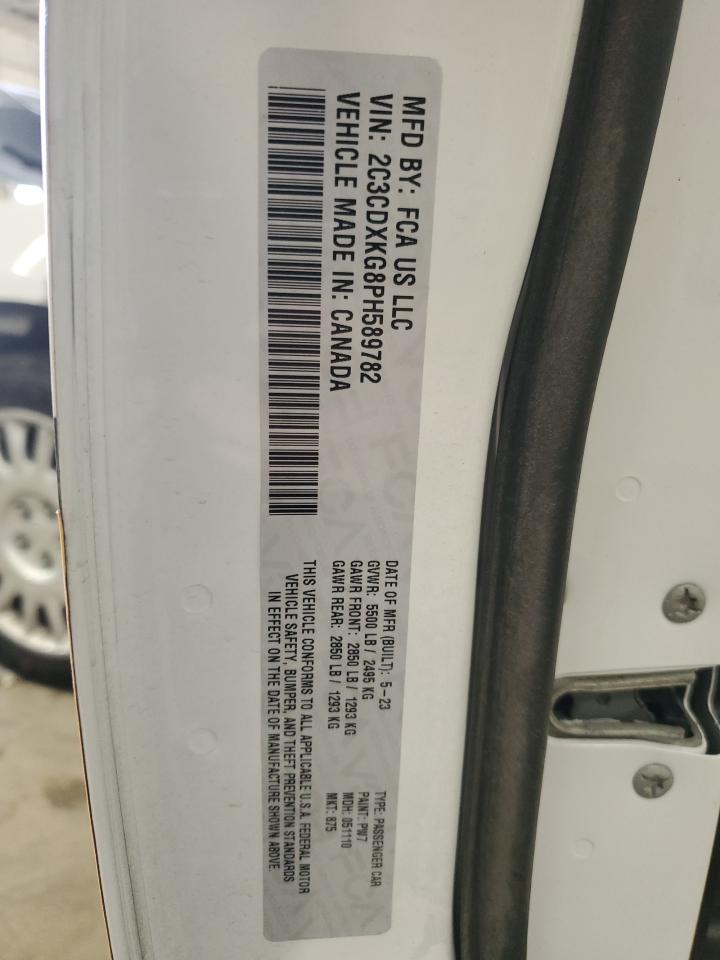 MFD BY: FCA US LLC
VIN: 2C3CDXKG8PH589782
VEHICLE MADE IN: CANADA
DATE OF MFR (BUILT): 5-23
GVWR: 5500 LB / 2495 KG
GAWR FRONT: 2850 LB / 1293 KG
GAWR REAR: 2850 LB / 1293 KG
TYPE: PASSENGER CAR
PAINT: PW7
MDH: 051110
MKT: 875
THIS VEHICLE CONFORMS TO ALL APPLICABLE U.S.A. FEDERAL MOTOR
VEHICLE SAFETY, BUMPER, AND THEFT PREVENTION STANDARDS
IN EFFECT ON THE DATE OF MANUFACTURE SHOWN ABOVE.